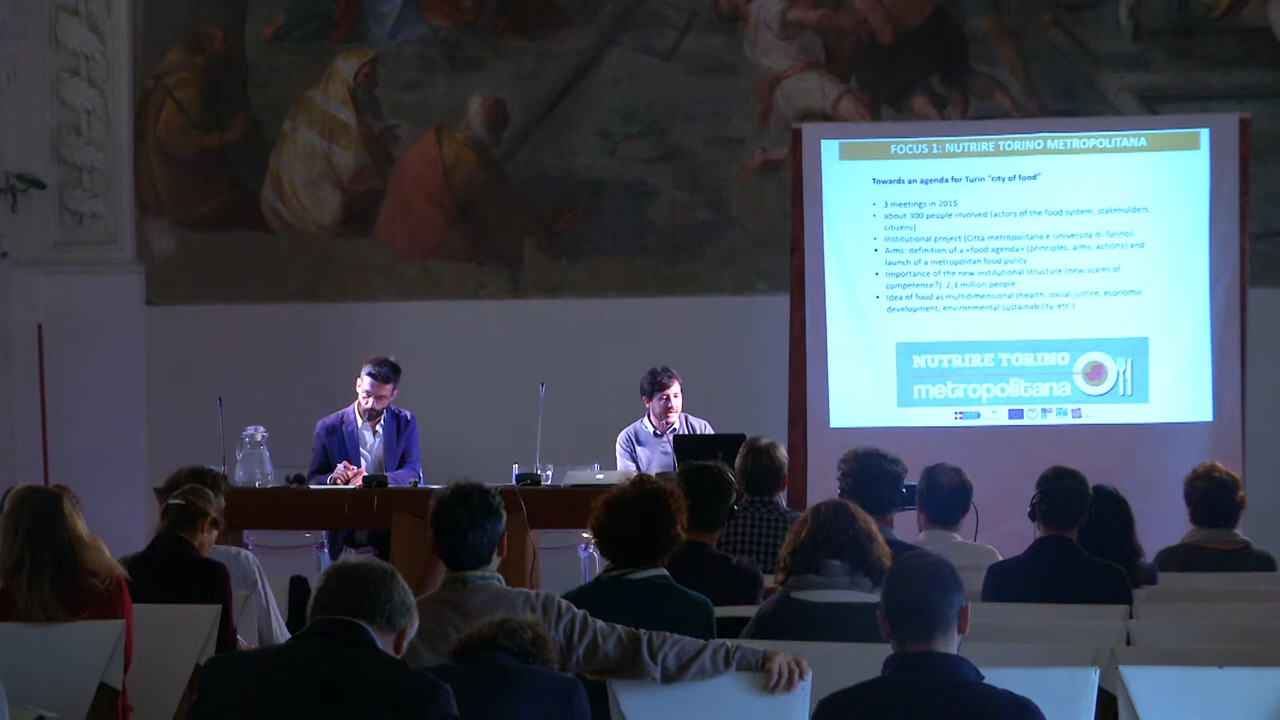 FOCUS 1: NUTRIRE TORINO METROPOLITANA
Towards an agenda for Turin "city of food"
• 3 meetings in 2015
• about 300 people involved (actors of the food system, stakeholders,
citizens)
• Institutional project (Città metropolitana e università di Torino)
• Aims: definition of a «food agenda» (principles, aims, actions) and
launch of a metropolitan food policy
• Importance of the new institutional structure (new scales of
competence?) 2,3 million people
• Idea of food as multidimensional (health, social justice, economic
development, environmental sustainability, etc.)
NUTRIRE TORINO
metropolitana